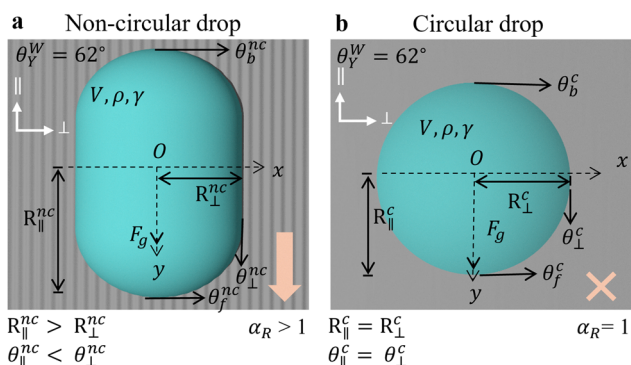 a Non-circular drop
θ_Y^W = 62°
θ_b^{nc}
∥
⊥
V, ρ, γ
O
x
R_∥^{nc}
R_⊥^{nc}
F_g
y
θ_⊥^{nc}
θ_f^{nc}
R_∥^{nc} > R_⊥^{nc}
α_R > 1
θ_∥^{nc} < θ_⊥^{nc}
b Circular drop
θ_Y^W = 62°
θ_b^c
∥
⊥
V, ρ, γ
O
x
R_∥^c
R_⊥^c
F_g
y
θ_⊥^c
θ_f^c
R_∥^c = R_⊥^c
α_R = 1
θ_∥^c = θ_⊥^c